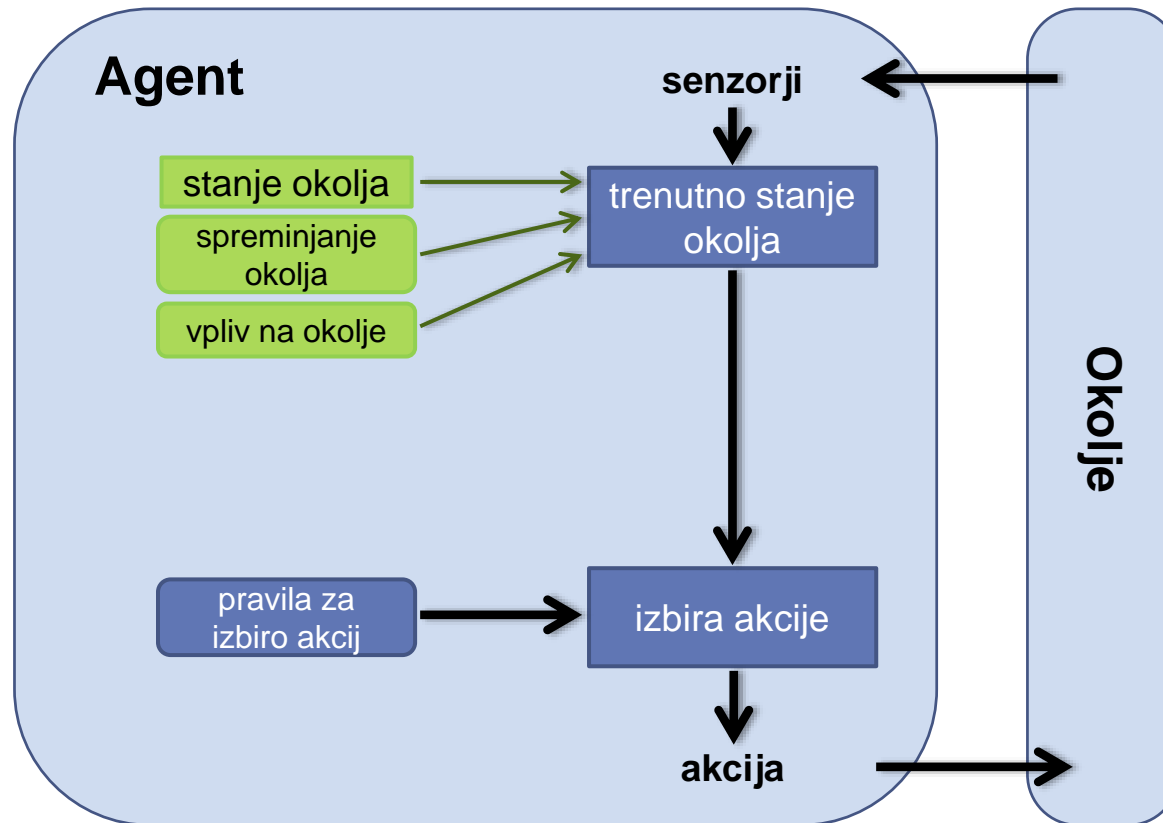 Agent
senzorji
stanje okolja
spreminjanje
okolja
vpliv na okolje
trenutno stanje
okolja
pravila za
izbiro akcij
izbira akcije
akcija
Okolje